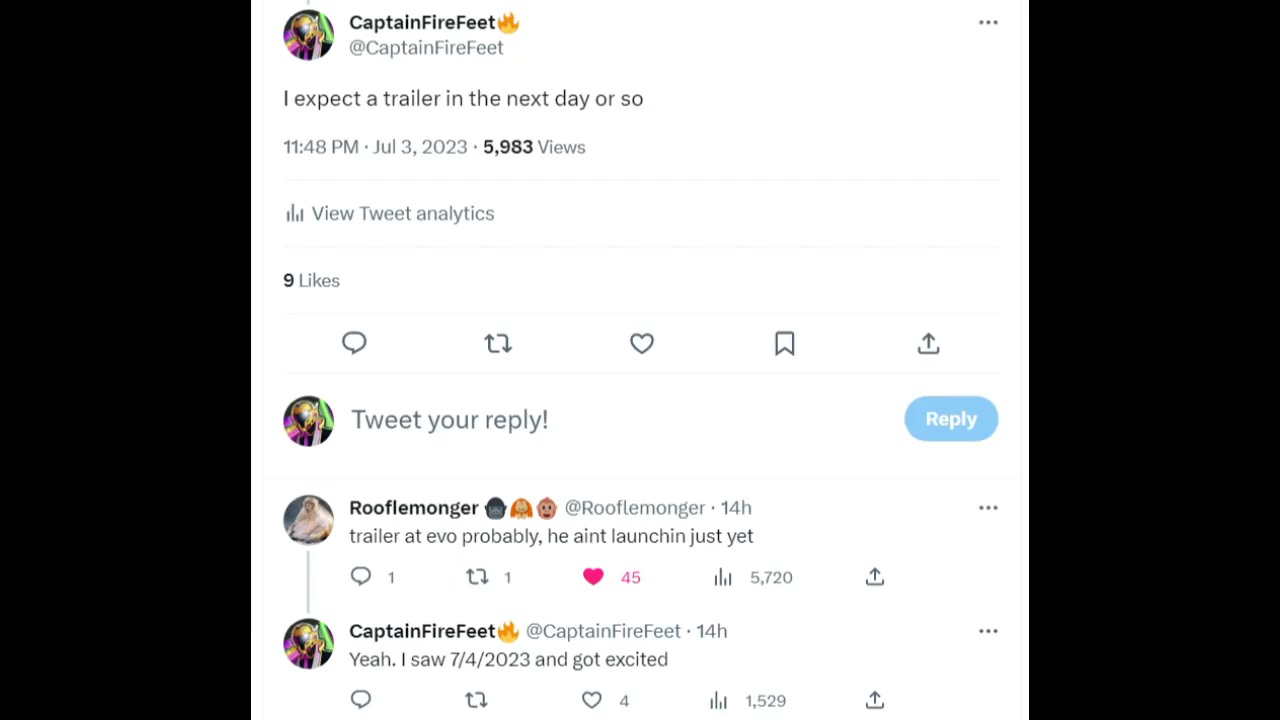 CaptainFireFeet🔥
@CaptainFireFeet
I expect a trailer in the next day or so
11:48 PM · Jul 3, 2023 · 5,983 Views
View Tweet analytics
9 Likes
Tweet your reply!
Reply
Rooflemonger 🦍🦧🐵 @Rooflemonger · 14h
trailer at evo probably, he aint launchin just yet
1 1 45 5,720
CaptainFireFeet🔥 @CaptainFireFeet · 14h
Yeah. I saw 7/4/2023 and got excited
4 1,529